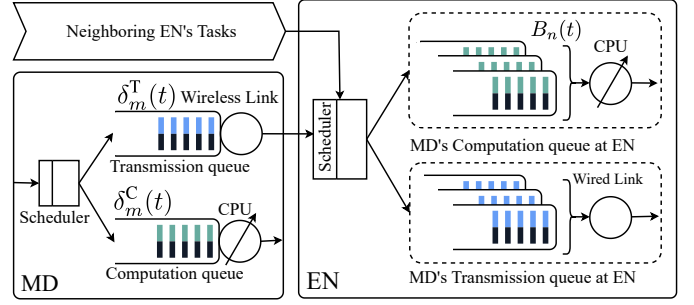 Neighboring EN's Tasks
δ_m^T(t) Wireless Link
Transmission queue
Scheduler
δ_m^C(t)
CPU
Computation queue
MD
Scheduler
B_n(t)
CPU
MD's Computation queue at EN
Wired Link
MD's Transmission queue at EN
EN